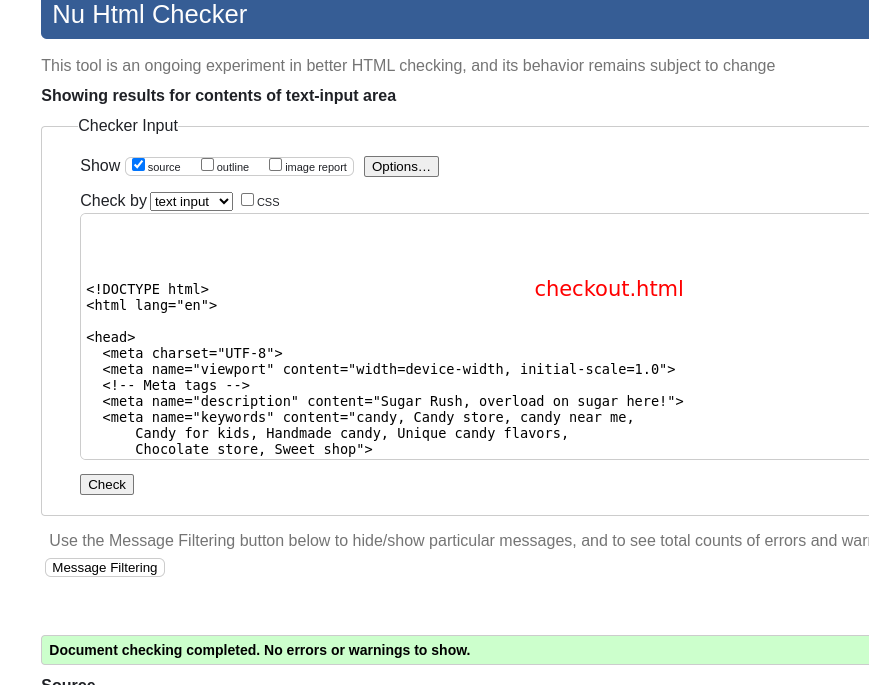 Nu Html Checker
This tool is an ongoing experiment in better HTML checking, and its behavior remains subject to change
Showing results for contents of text-input area
Checker Input
Show source outline image report Options…
Check by text input CSS
<!DOCTYPE html>
checkout.html
<html lang="en">
<head>
<meta charset="UTF-8">
<meta name="viewport" content="width=device-width, initial-scale=1.0">
<!-- Meta tags -->
<meta name="description" content="Sugar Rush, overload on sugar here!">
<meta name="keywords" content="candy, Candy store, candy near me,
Candy for kids, Handmade candy, Unique candy flavors,
Chocolate store, Sweet shop">
Check
Use the Message Filtering button below to hide/show particular messages, and to see total counts of errors and
Message Filtering
Document checking completed. No errors or warnings to show.
Source